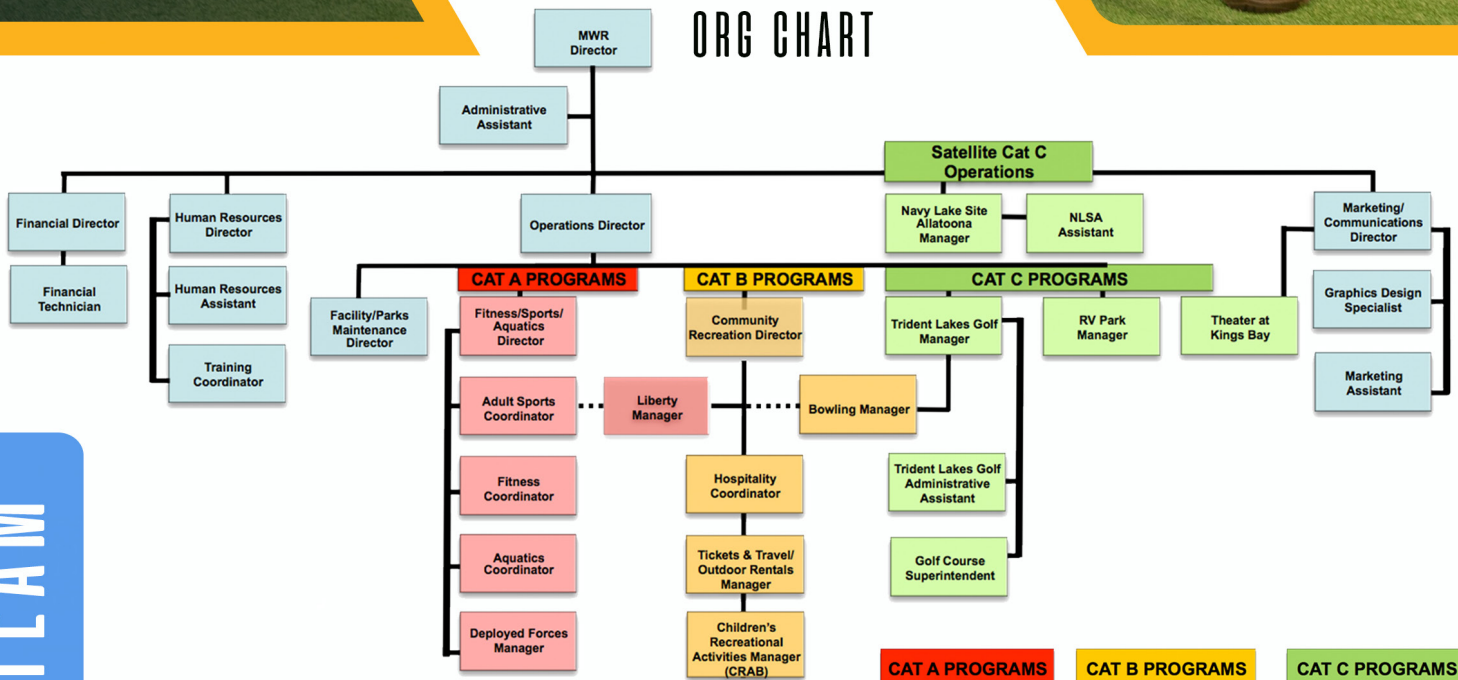 ORG CHART
MWR
Director
Administrative
Assistant
Satellite Cat C
Operations
Financial Director
Human Resources
Director
Operations Director
Navy Lake Site
Allatoona
Manager
NLSA
Assistant
Marketing/
Communications
Director
Financial
Technician
Human Resources
Assistant
Training
Coordinator
CAT A PROGRAMS
CAT B PROGRAMS
CAT C PROGRAMS
Facility/Parks
Maintenance
Director
Fitness/Sports/
Aquatics
Director
Community
Recreation Director
Trident Lakes Golf
Manager
RV Park
Manager
Theater at
Kings Bay
Graphics Design
Specialist
Marketing
Assistant
Adult Sports
Coordinator
Liberty
Manager
Bowling Manager
Fitness
Coordinator
Hospitality
Coordinator
Trident Lakes Golf
Administrative
Assistant
Aquatics
Coordinator
Tickets & Travel/
Outdoor Rentals
Manager
Golf Course
Superintendent
Deployed Forces
Manager
Children's
Recreational
Activities Manager
(CRAB)
CAT A PROGRAMS
CAT B PROGRAMS
CAT C PROGRAMS